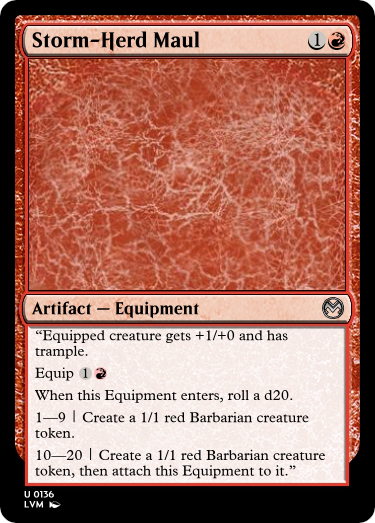 Storm-Herd Maul 1
Artifact — Equipment
“Equipped creature gets +1/+0 and has
trample.
Equip 1
When this Equipment enters, roll a d20.
1—9 | Create a 1/1 red Barbarian creature
token.
10—20 | Create a 1/1 red Barbarian creature
token, then attach this Equipment to it.”
U 0136
LVM